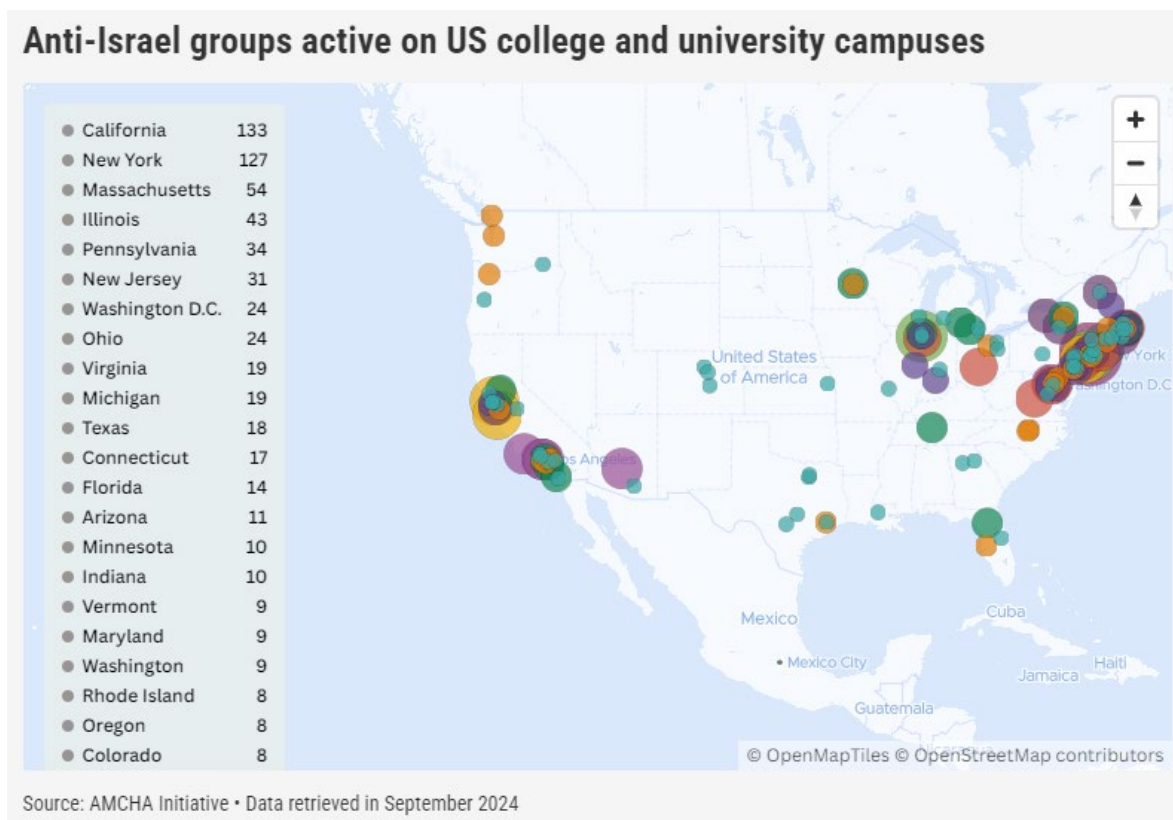 Anti-Israel groups active on US college and university campuses
California 133
New York 127
Massachusetts 54
Illinois 43
Pennsylvania 34
New Jersey 31
Washington D.C. 24
Ohio 24
Virginia 19
Michigan 19
Texas 18
Connecticut 17
Florida 14
Arizona 11
Minnesota 10
Indiana 10
Vermont 9
Maryland 9
Washington 9
Rhode Island 8
Oregon 8
Colorado 8
+
−
United States
of America
York
Washington D.C
os Angeles
Mexico
Mexico City
Cuba
Haiti
Jamaica
Guatemala
© OpenMapTiles © OpenStreetMap contributors
Source: AMCHA Initiative • Data retrieved in September 2024